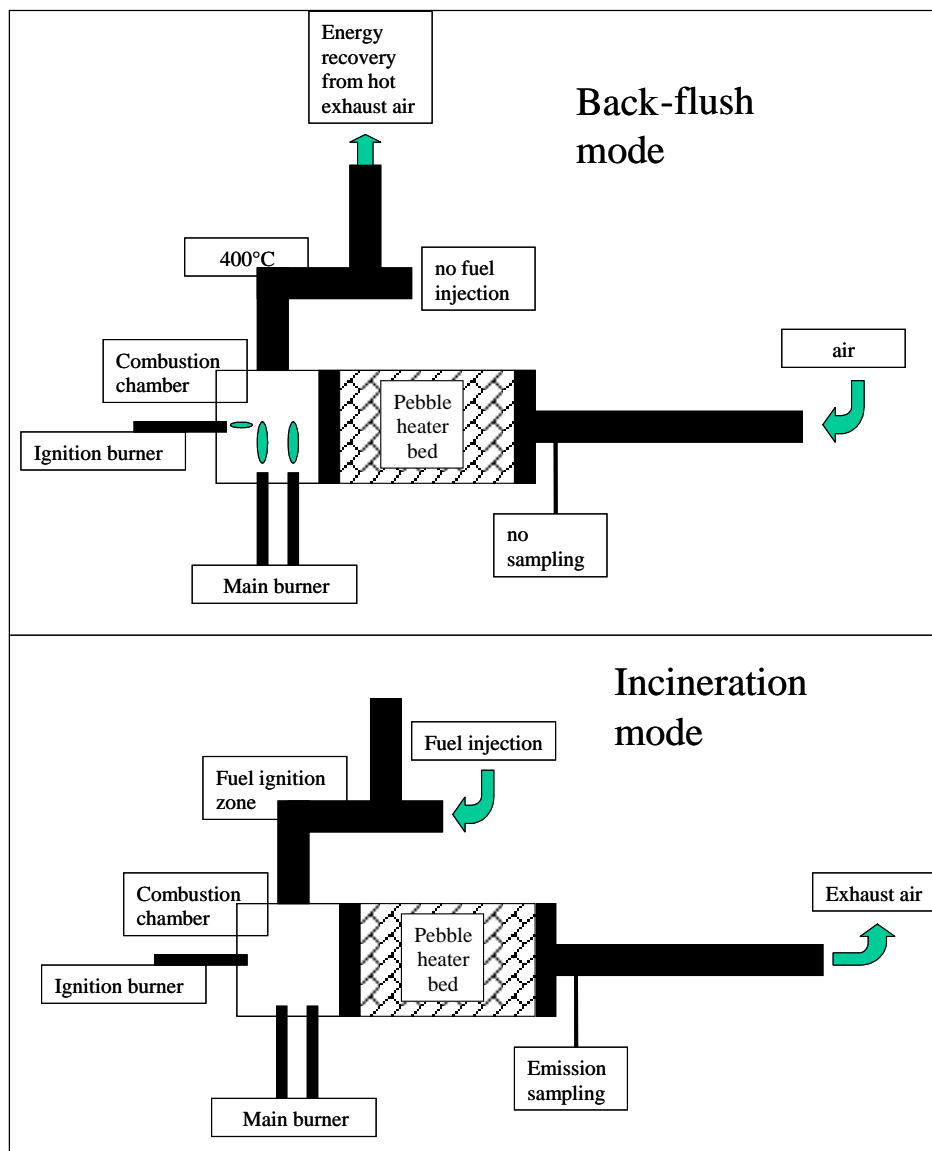 Energy
recovery
from hot
exhaust air
Back-flush
mode
400°C
no fuel
injection
Combustion
chamber
air
Ignition burner
Pebble
heater
bed
no
sampling
Main burner
Incineration
mode
Fuel injection
Fuel ignition
zone
Combustion
chamber
Exhaust air
Ignition burner
Pebble
heater
bed
Emission
sampling
Main burner